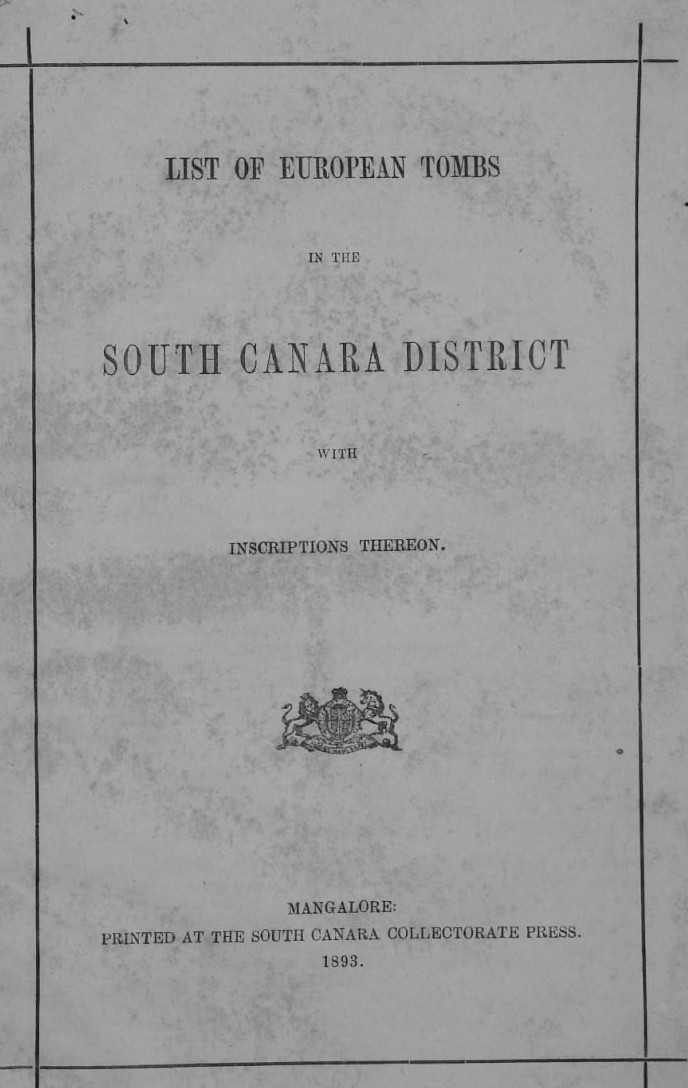 LIST OF EUROPEAN TOMBS
IN THE
SOUTH CANARA DISTRICT
WITH
INSCRIPTIONS THEREON.
MANGALORE:
PRINTED AT THE SOUTH CANARA COLLECTORATE PRESS.
1893.